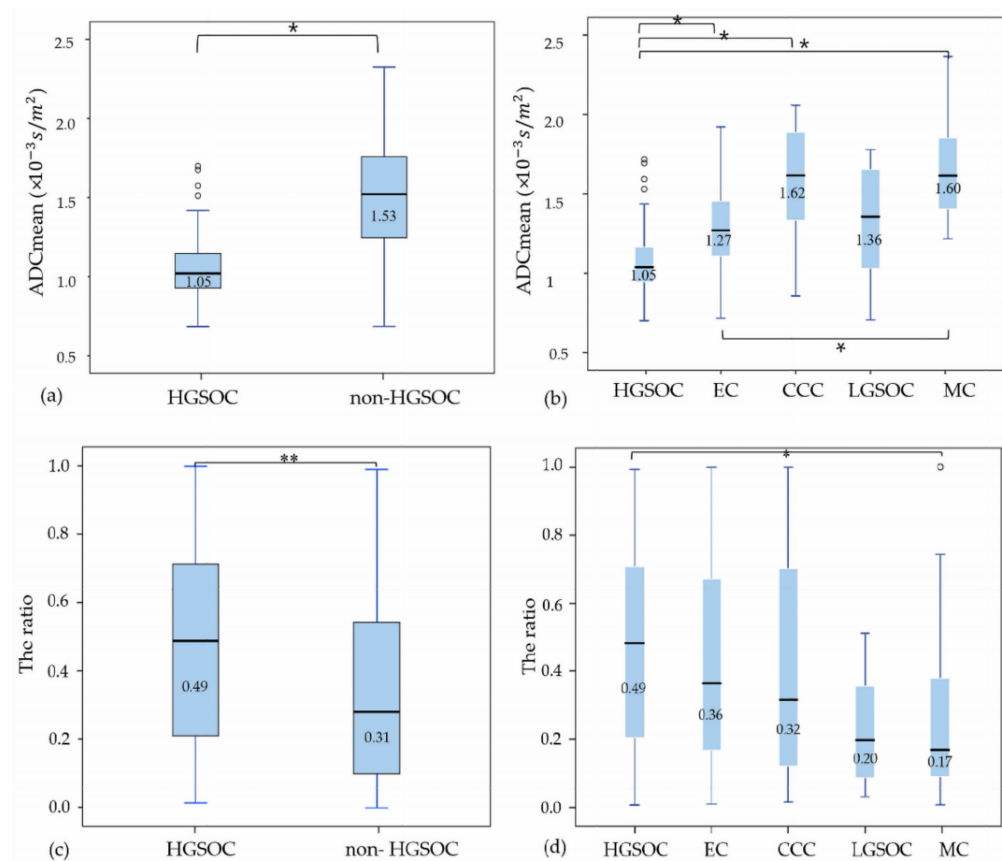 *
2.5
2.0
1.5
1.0
0.5
ADCmean (×10⁻³s/m²)
1.05
1.53
(a)
HGSOC
non-HGSOC
*
*
*
2.5
2.0
1.5
1.0
0.5
ADCmean (×10⁻³s/m²)
1.05
1.27
1.62
1.36
1.60
*
(b)
HGSOC
EC
CCC
LGSOC
MC
**
1.0
0.8
0.6
0.4
0.2
0.0
The ratio
0.49
0.31
(c)
HGSOC
non- HGSOC
*
1.0
0.8
0.6
0.4
0.2
0.0
The ratio
0.49
0.36
0.32
0.20
0.17
(d)
HGSOC
EC
CCC
LGSOC
MC